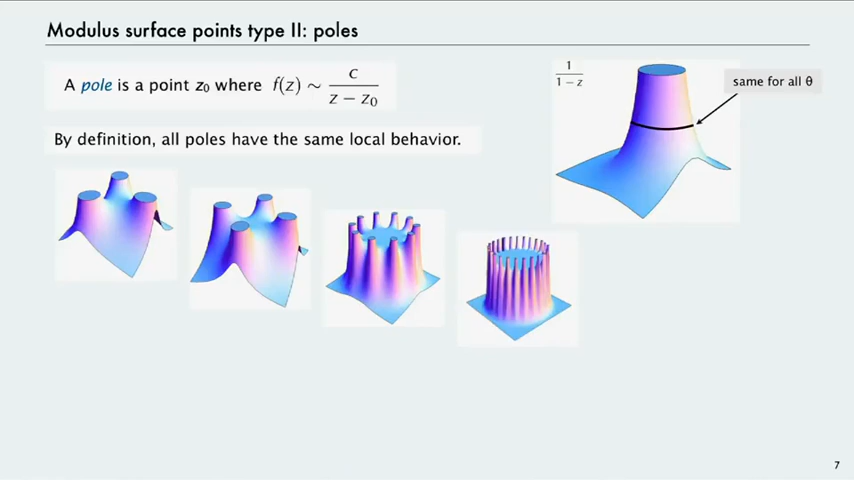 Modulus surface points type II: poles
A pole is a point z₀ where f(z) ∼ c / (z − z₀)
By definition, all poles have the same local behavior.
1 / (1 − z)
same for all θ
7